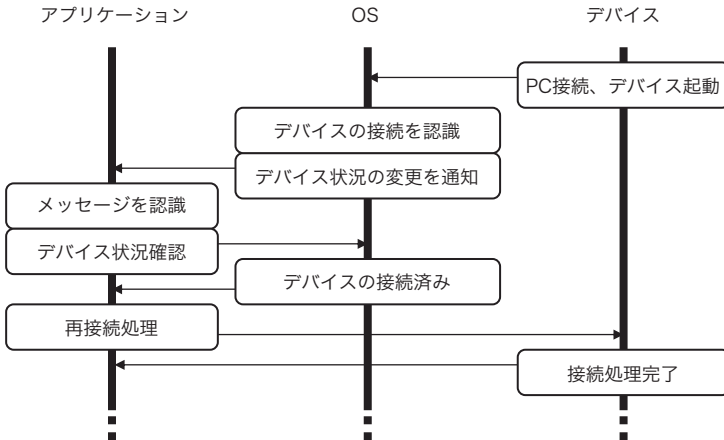 アプリケーション
OS
デバイス
PC接続、デバイス起動
デバイスの接続を認識
デバイス状況の変更を通知
メッセージを認識
デバイス状況確認
デバイスの接続済み
再接続処理
接続処理完了